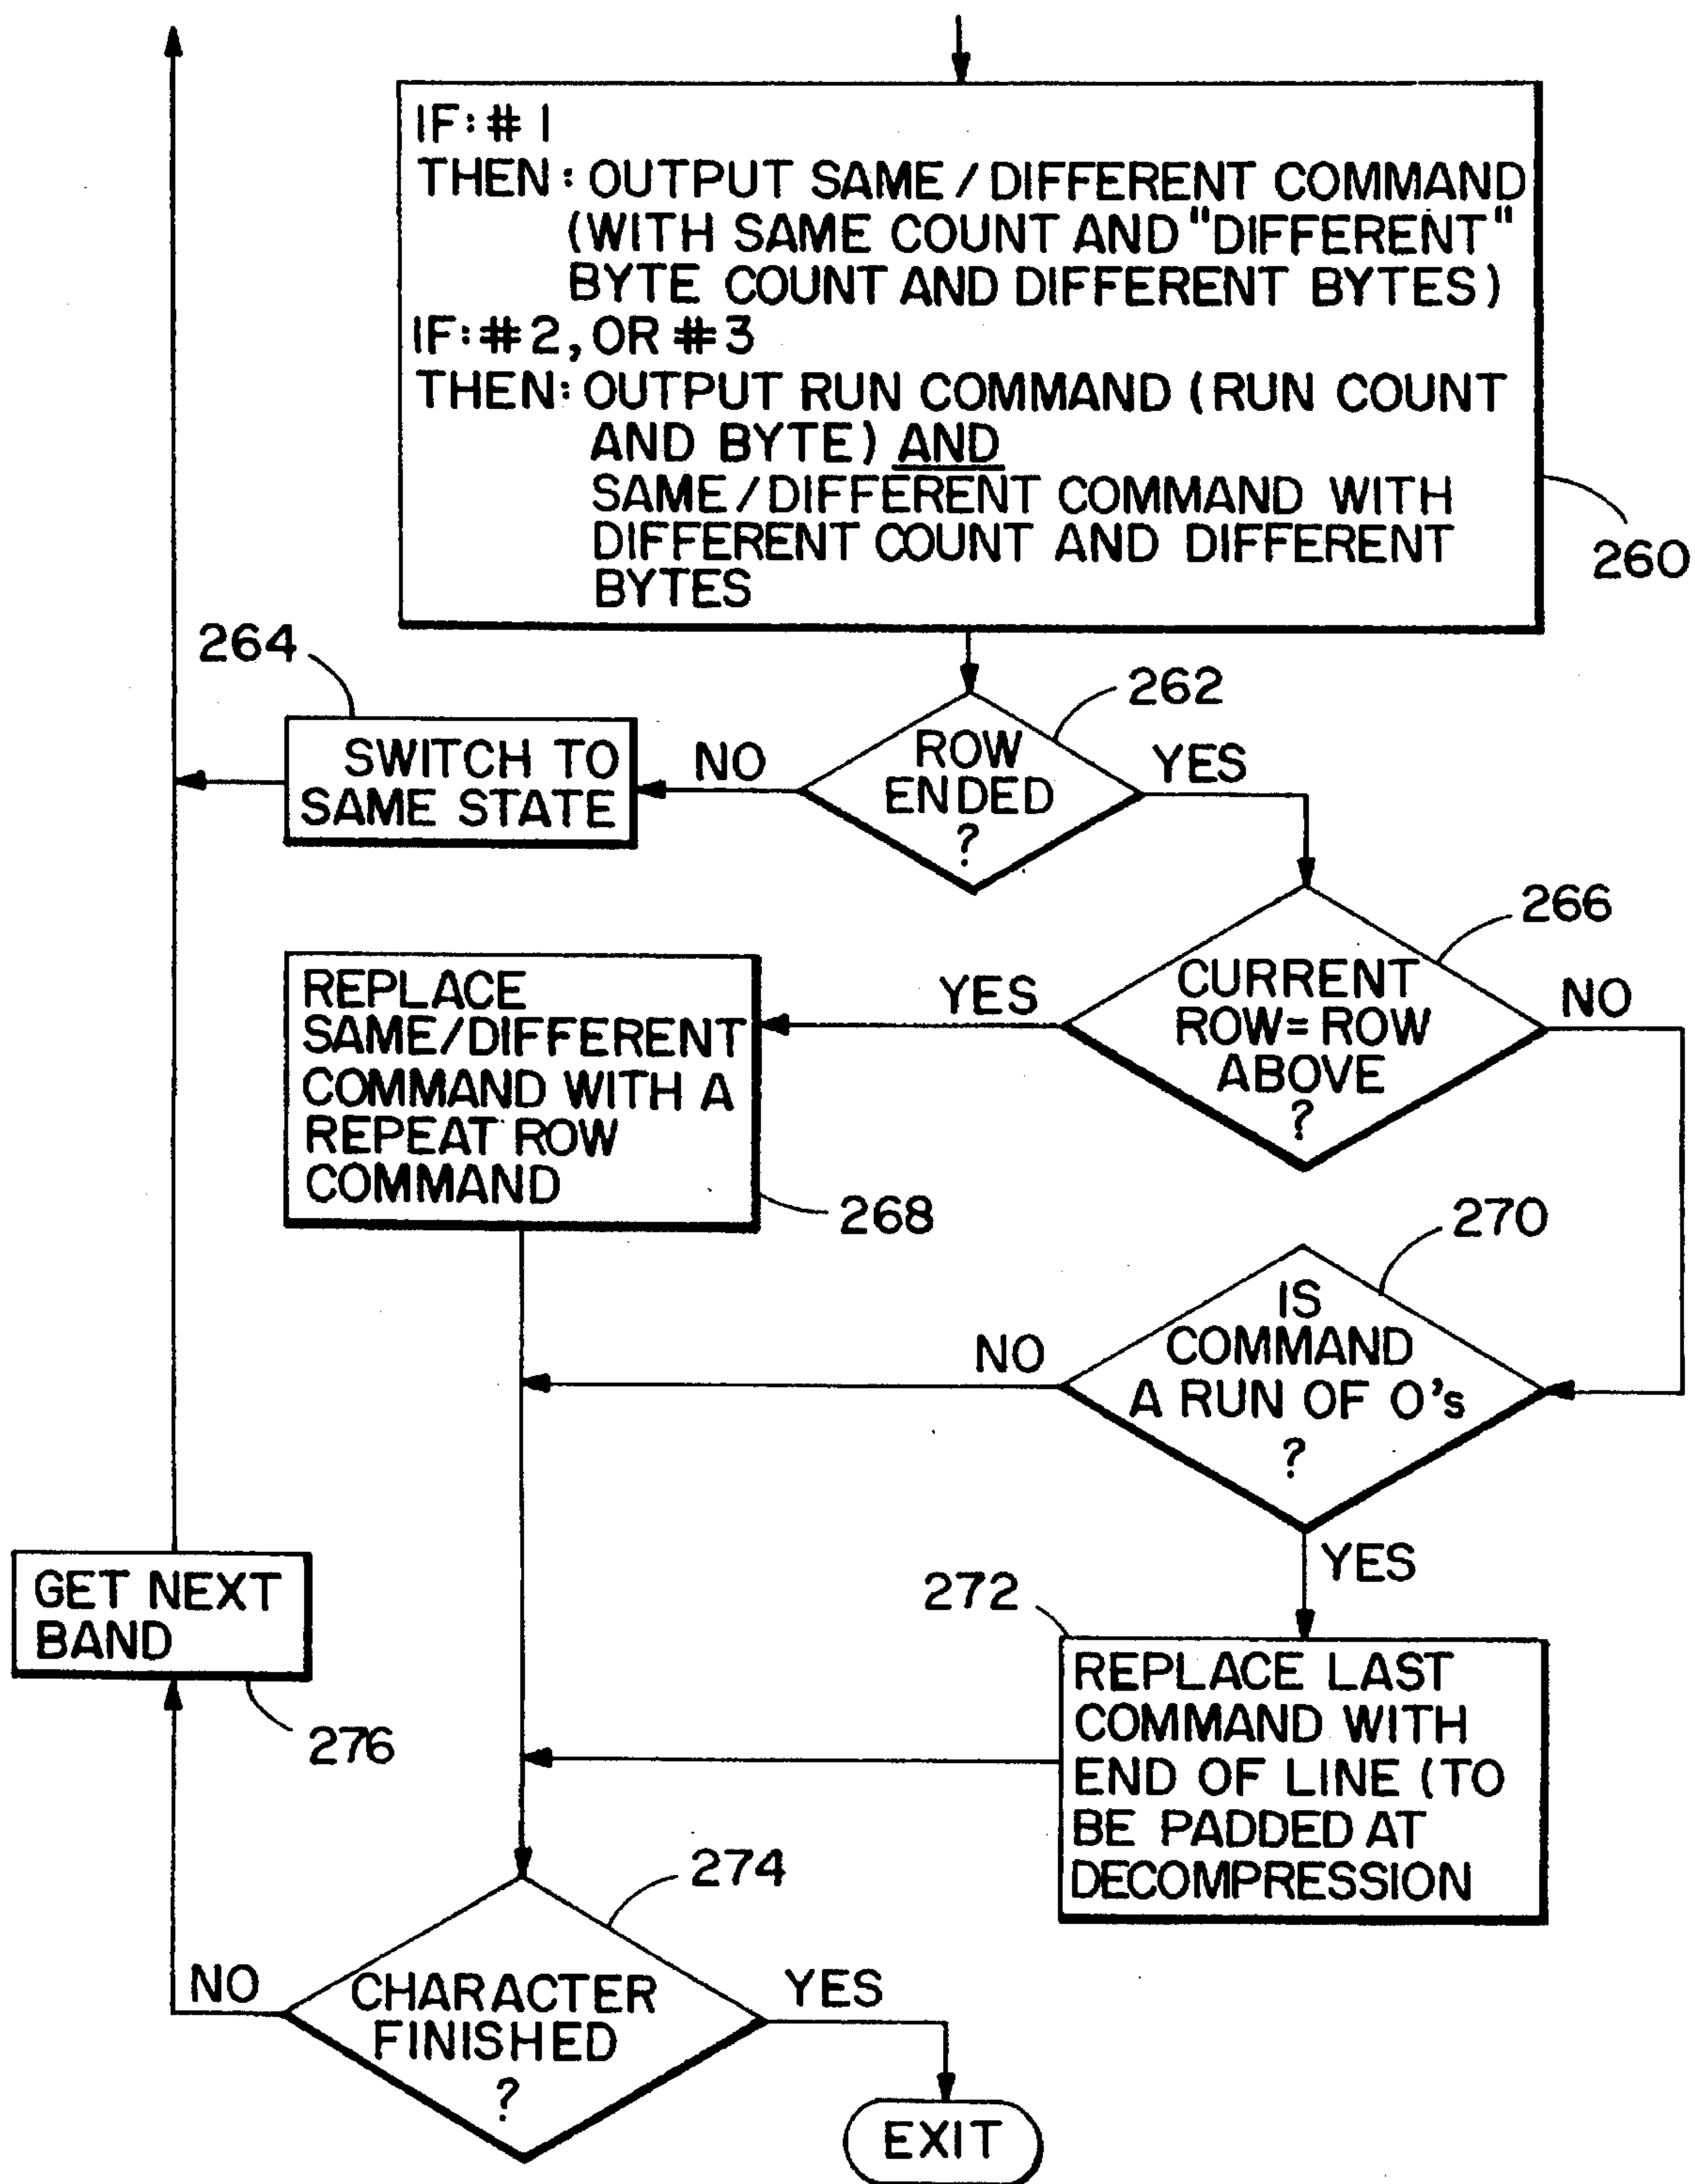 IF:#1
THEN: OUTPUT SAME/DIFFERENT COMMAND
(WITH SAME COUNT AND "DIFFERENT"
BYTE COUNT AND DIFFERENT BYTES)
IF:#2, OR #3
THEN: OUTPUT RUN COMMAND (RUN COUNT
AND BYTE) AND
SAME/DIFFERENT COMMAND WITH
DIFFERENT COUNT AND DIFFERENT
BYTES
260
264
262
SWITCH TO
SAME STATE
NO
ROW
ENDED
?
YES
266
REPLACE
SAME/DIFFERENT
COMMAND WITH A
REPEAT ROW
COMMAND
268
YES
CURRENT
ROW=ROW
ABOVE
?
NO
270
NO
IS
COMMAND
A RUN OF 0's
?
YES
272
GET NEXT
BAND
276
REPLACE LAST
COMMAND WITH
END OF LINE (TO
BE PADDED AT
DECOMPRESSION
274
NO
CHARACTER
FINISHED
?
YES
EXIT